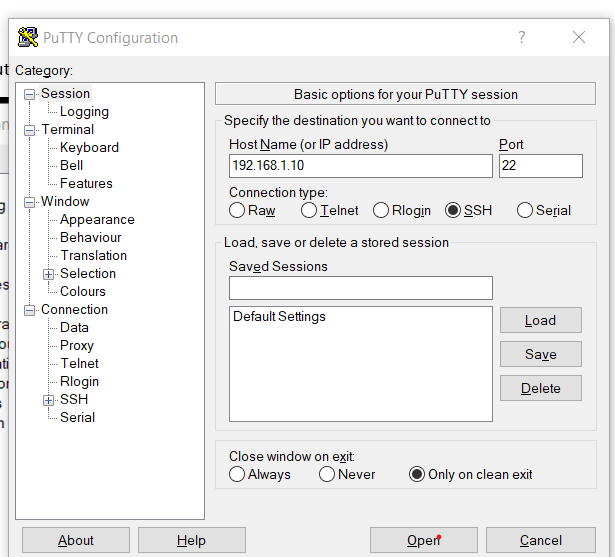 PuTTY Configuration
?
Category:
Session
Logging
Terminal
Keyboard
Bell
Features
Window
Appearance
Behaviour
Translation
Selection
Colours
Connection
Data
Proxy
Telnet
Rlogin
SSH
Serial
Basic options for your PuTTY session
Specify the destination you want to connect to
Host Name (or IP address) Port
192.168.1.10 22
Connection type:
Raw Telnet Rlogin SSH Serial
Load, save or delete a stored session
Saved Sessions
Default Settings
Load
Save
Delete
Close window on exit:
Always Never Only on clean exit
About Help Open Cancel